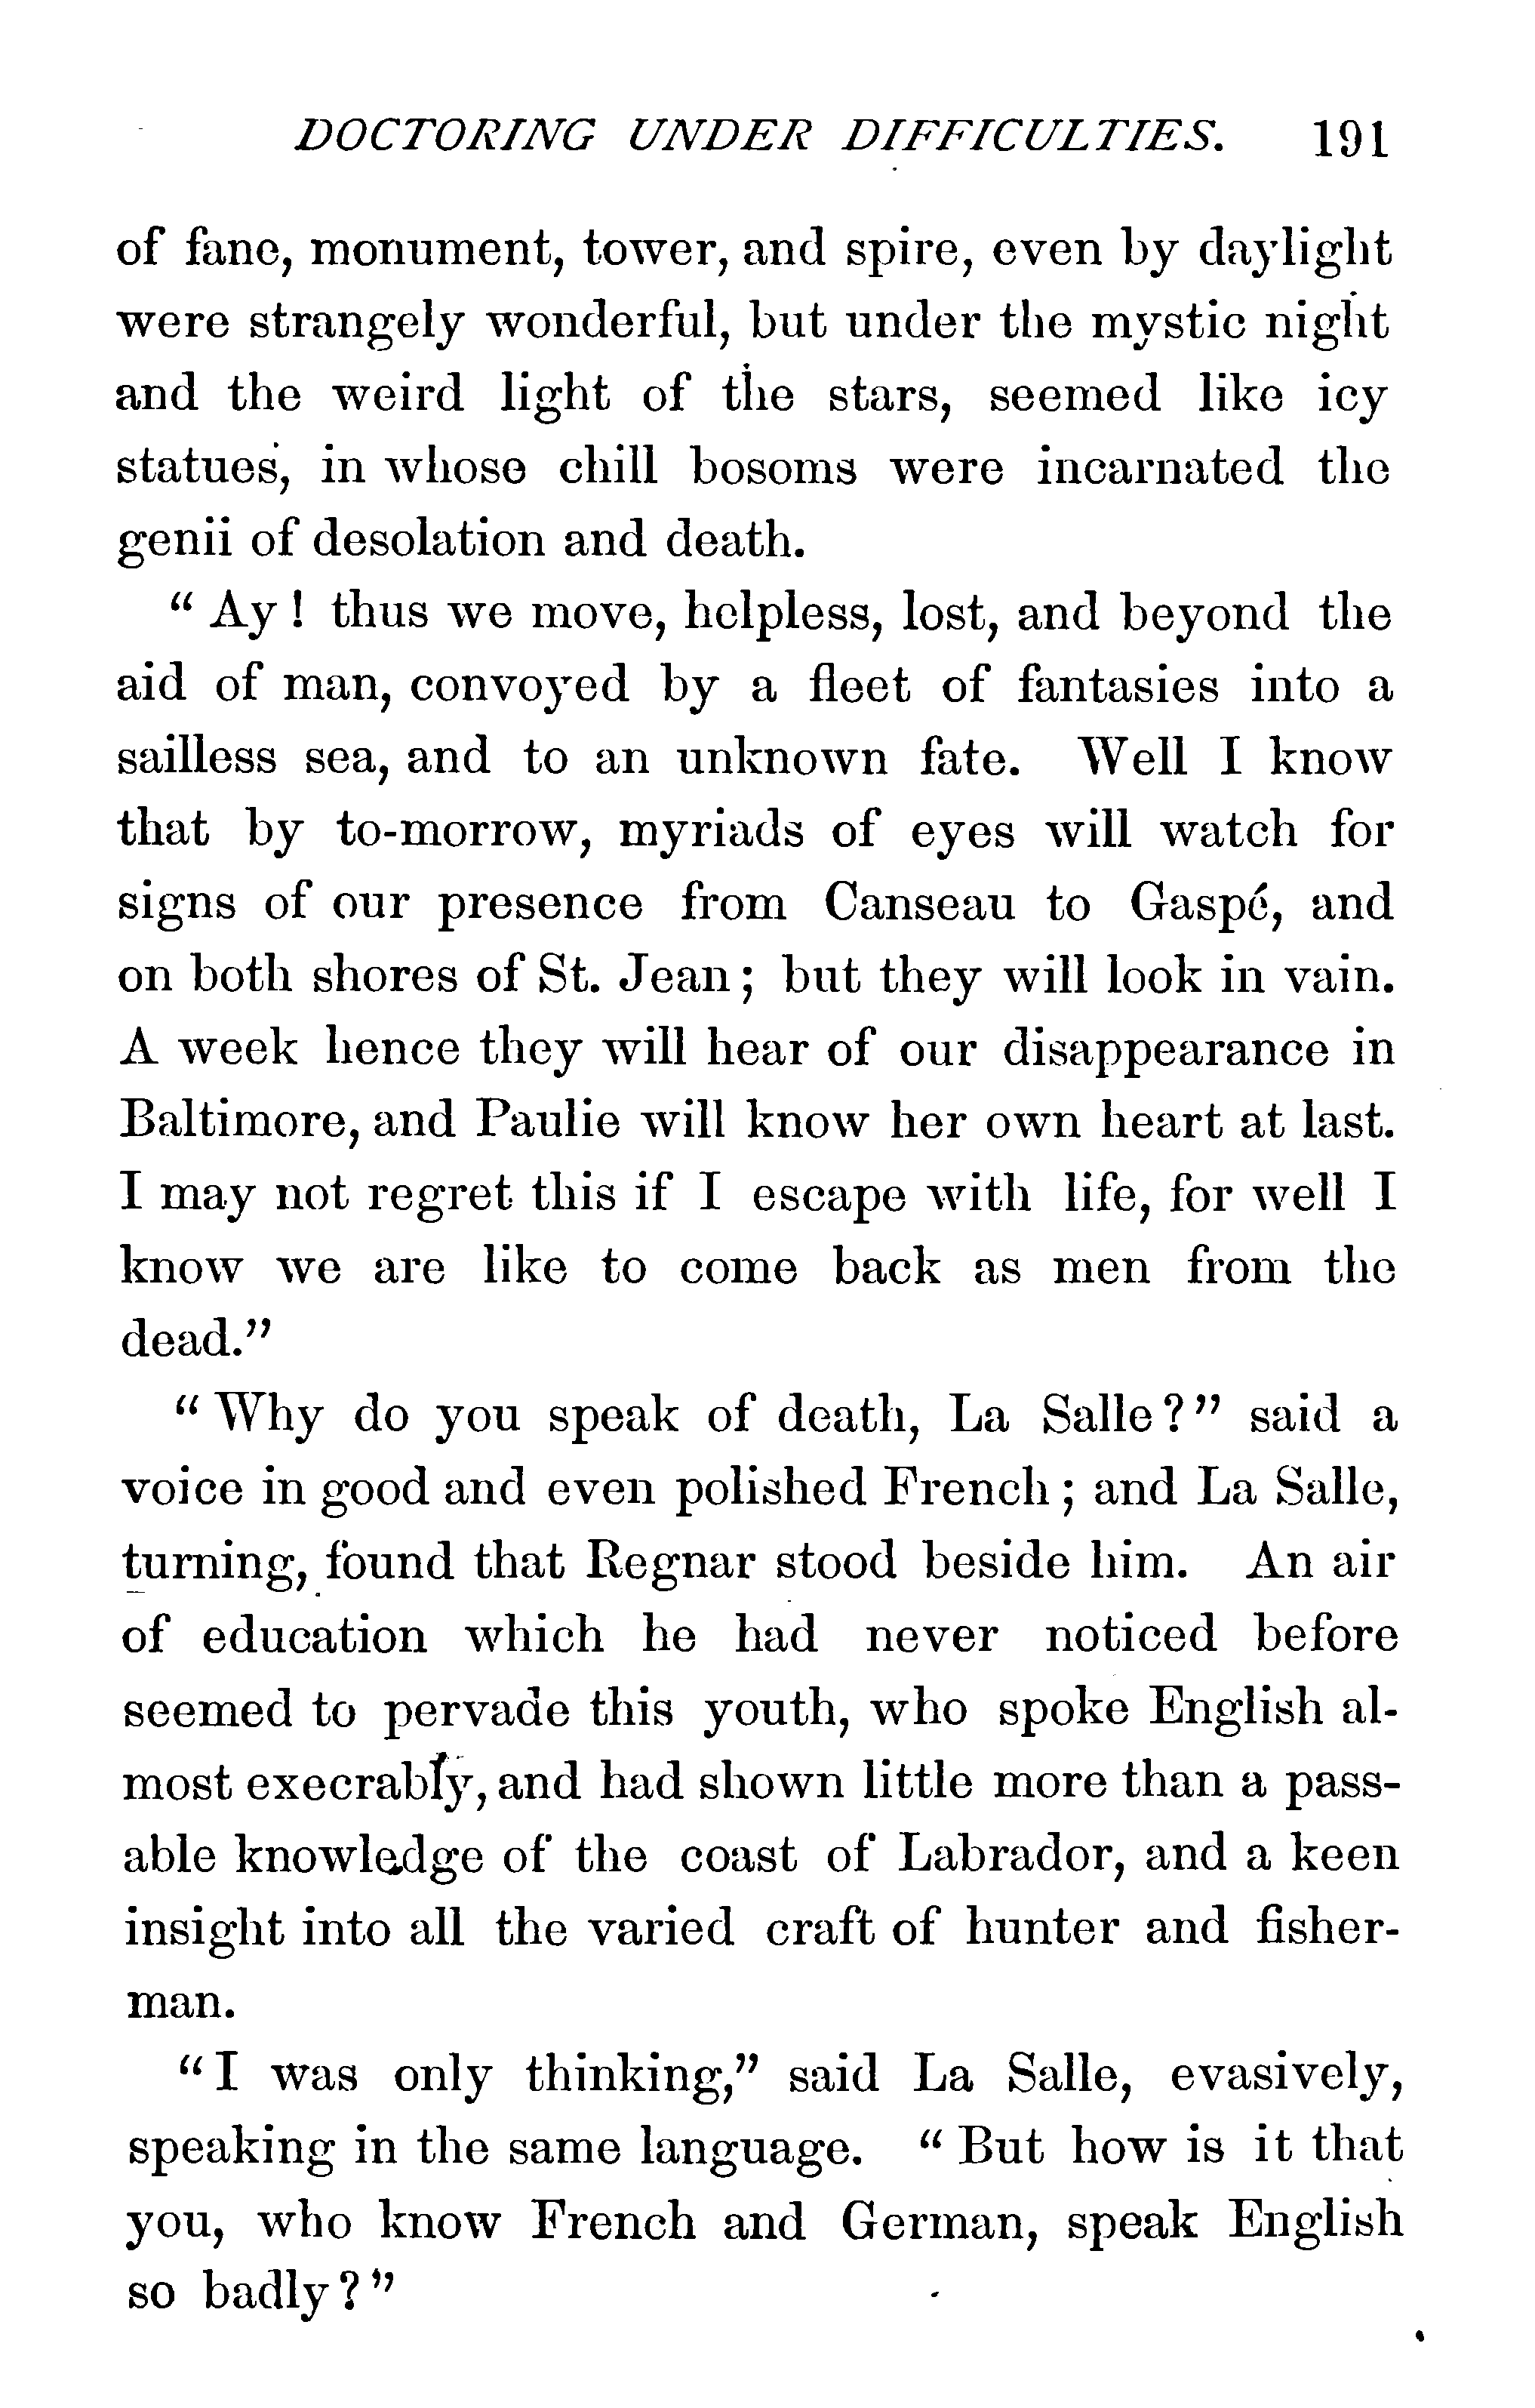 DOCTORING UNDER DIFFICULTIES. 191
of fane, monument, tower, and spire, even by daylight
were strangely wonderful, but under the mystic night
and the weird light of the stars, seemed like icy
statues, in whose chill bosoms were incarnated the
genii of desolation and death.
“ Ay ! thus we move, helpless, lost, and beyond the
aid of man, convoyed by a fleet of fantasies into a
sailless sea, and to an unknown fate. Well I know
that by to-morrow, myriads of eyes will watch for
signs of our presence from Canseau to Gaspé, and
on both shores of St. Jean ; but they will look in vain.
A week hence they will hear of our disappearance in
Baltimore, and Paulie will know her own heart at last.
I may not regret this if I escape with life, for well I
know we are like to come back as men from the
dead.”
“ Why do you speak of death, La Salle ? ” said a
voice in good and even polished French ; and La Salle,
turning, found that Regnar stood beside him. An air
of education which he had never noticed before
seemed to pervade this youth, who spoke English al-
most execrably, and had shown little more than a pass-
able knowledge of the coast of Labrador, and a keen
insight into all the varied craft of hunter and fisher-
man.
“ I was only thinking,” said La Salle, evasively,
speaking in the same language. “ But how is it that
you, who know French and German, speak English
so badly ? ”